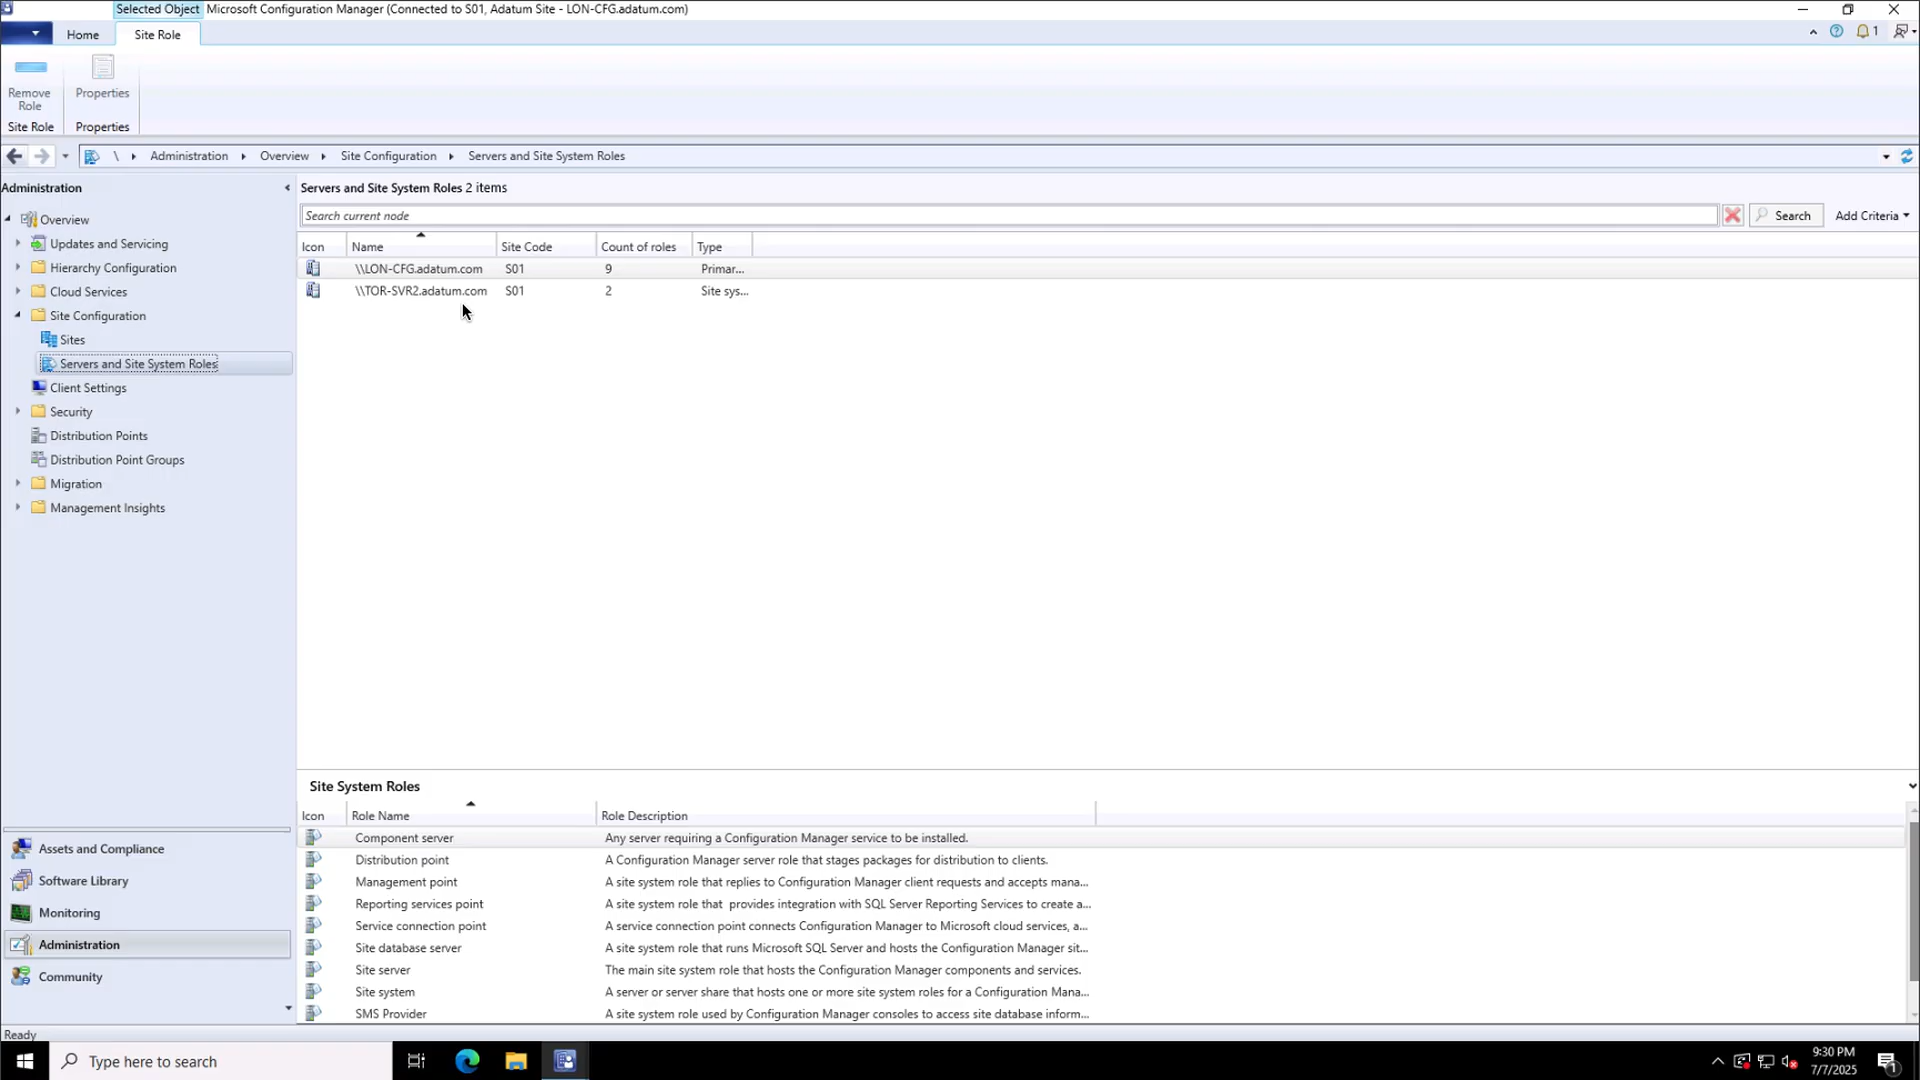 Selected Object Microsoft Configuration Manager (Connected to S01, Adatum Site - LON-CFG.adatum.com)
Home Site Role
1
Remove Role
Properties
Site Role Properties
\ Administration Overview Site Configuration Servers and Site System Roles
Administration
Overview
Updates and Servicing
Hierarchy Configuration
Cloud Services
Site Configuration
Sites
Servers and Site System Roles
Client Settings
Security
Distribution Points
Distribution Point Groups
Migration
Management Insights
Assets and Compliance
Software Library
Monitoring
Administration
Community
Servers and Site System Roles 2 items
Search current node Search Add Criteria
Icon Name Site Code Count of roles Type
\\LON-CFG.adatum.com S01 9 Primar...
\\TOR-SVR2.adatum.com S01 2 Site sys...
Site System Roles
Icon Role Name Role Description
Component server Any server requiring a Configuration Manager service to be installed.
Distribution point A Configuration Manager server role that stages packages for distribution to clients.
Management point A site system role that replies to Configuration Manager client requests and accepts mana...
Reporting services point A site system role that provides integration with SQL Server Reporting Services to create a...
Service connection point A service connection point connects Configuration Manager to Microsoft cloud services, a...
Site database server A site system role that runs Microsoft SQL Server and hosts the Configuration Manager sit...
Site server The main site system role that hosts the Configuration Manager components and services.
Site system A server or server share that hosts one or more site system roles for a Configuration Mana...
SMS Provider A site system role used by Configuration Manager consoles to access site database inform...
Ready
Type here to search
9:30 PM
7/7/2025
1